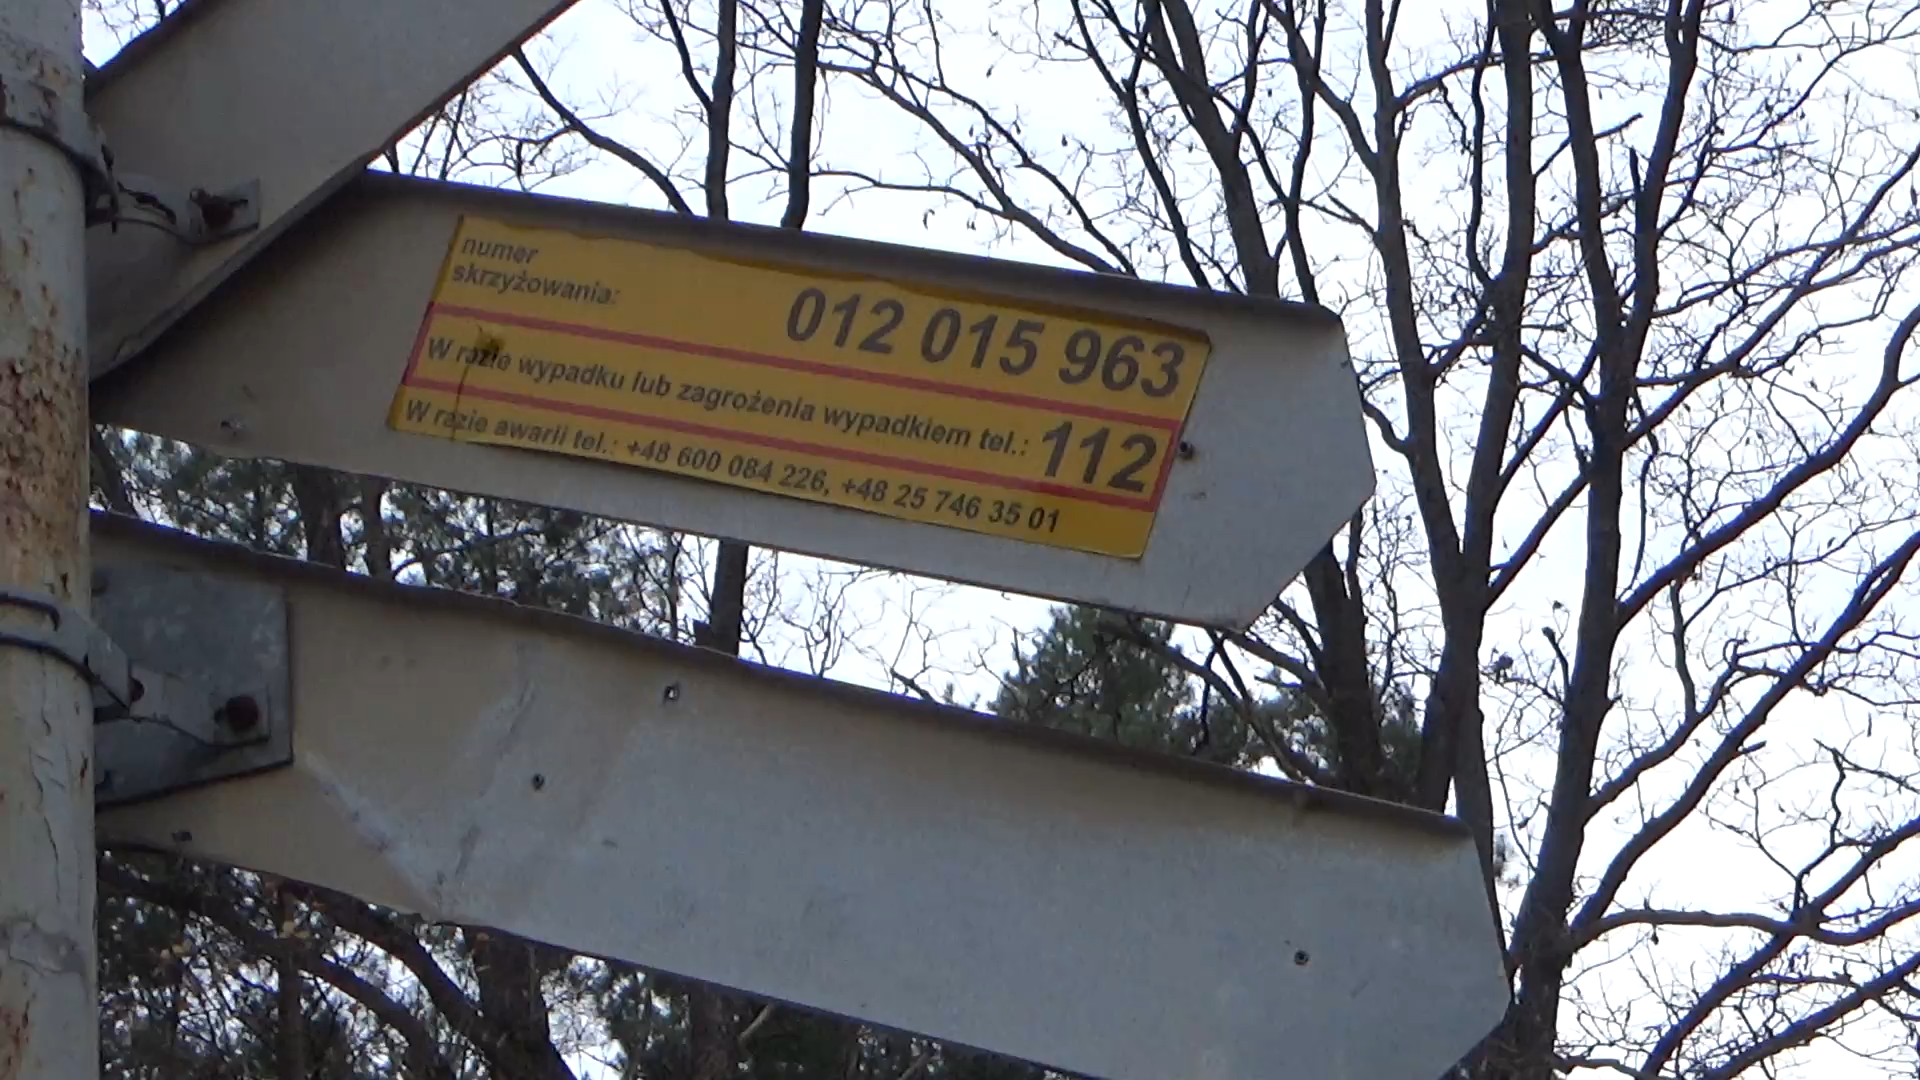 numer
skrzyżowania:
012 015 963
W razie wypadku lub zagrożenia wypadkiem tel.: 112
W razie awarii tel.: +48 600 084 226, +48 25 746 35 01